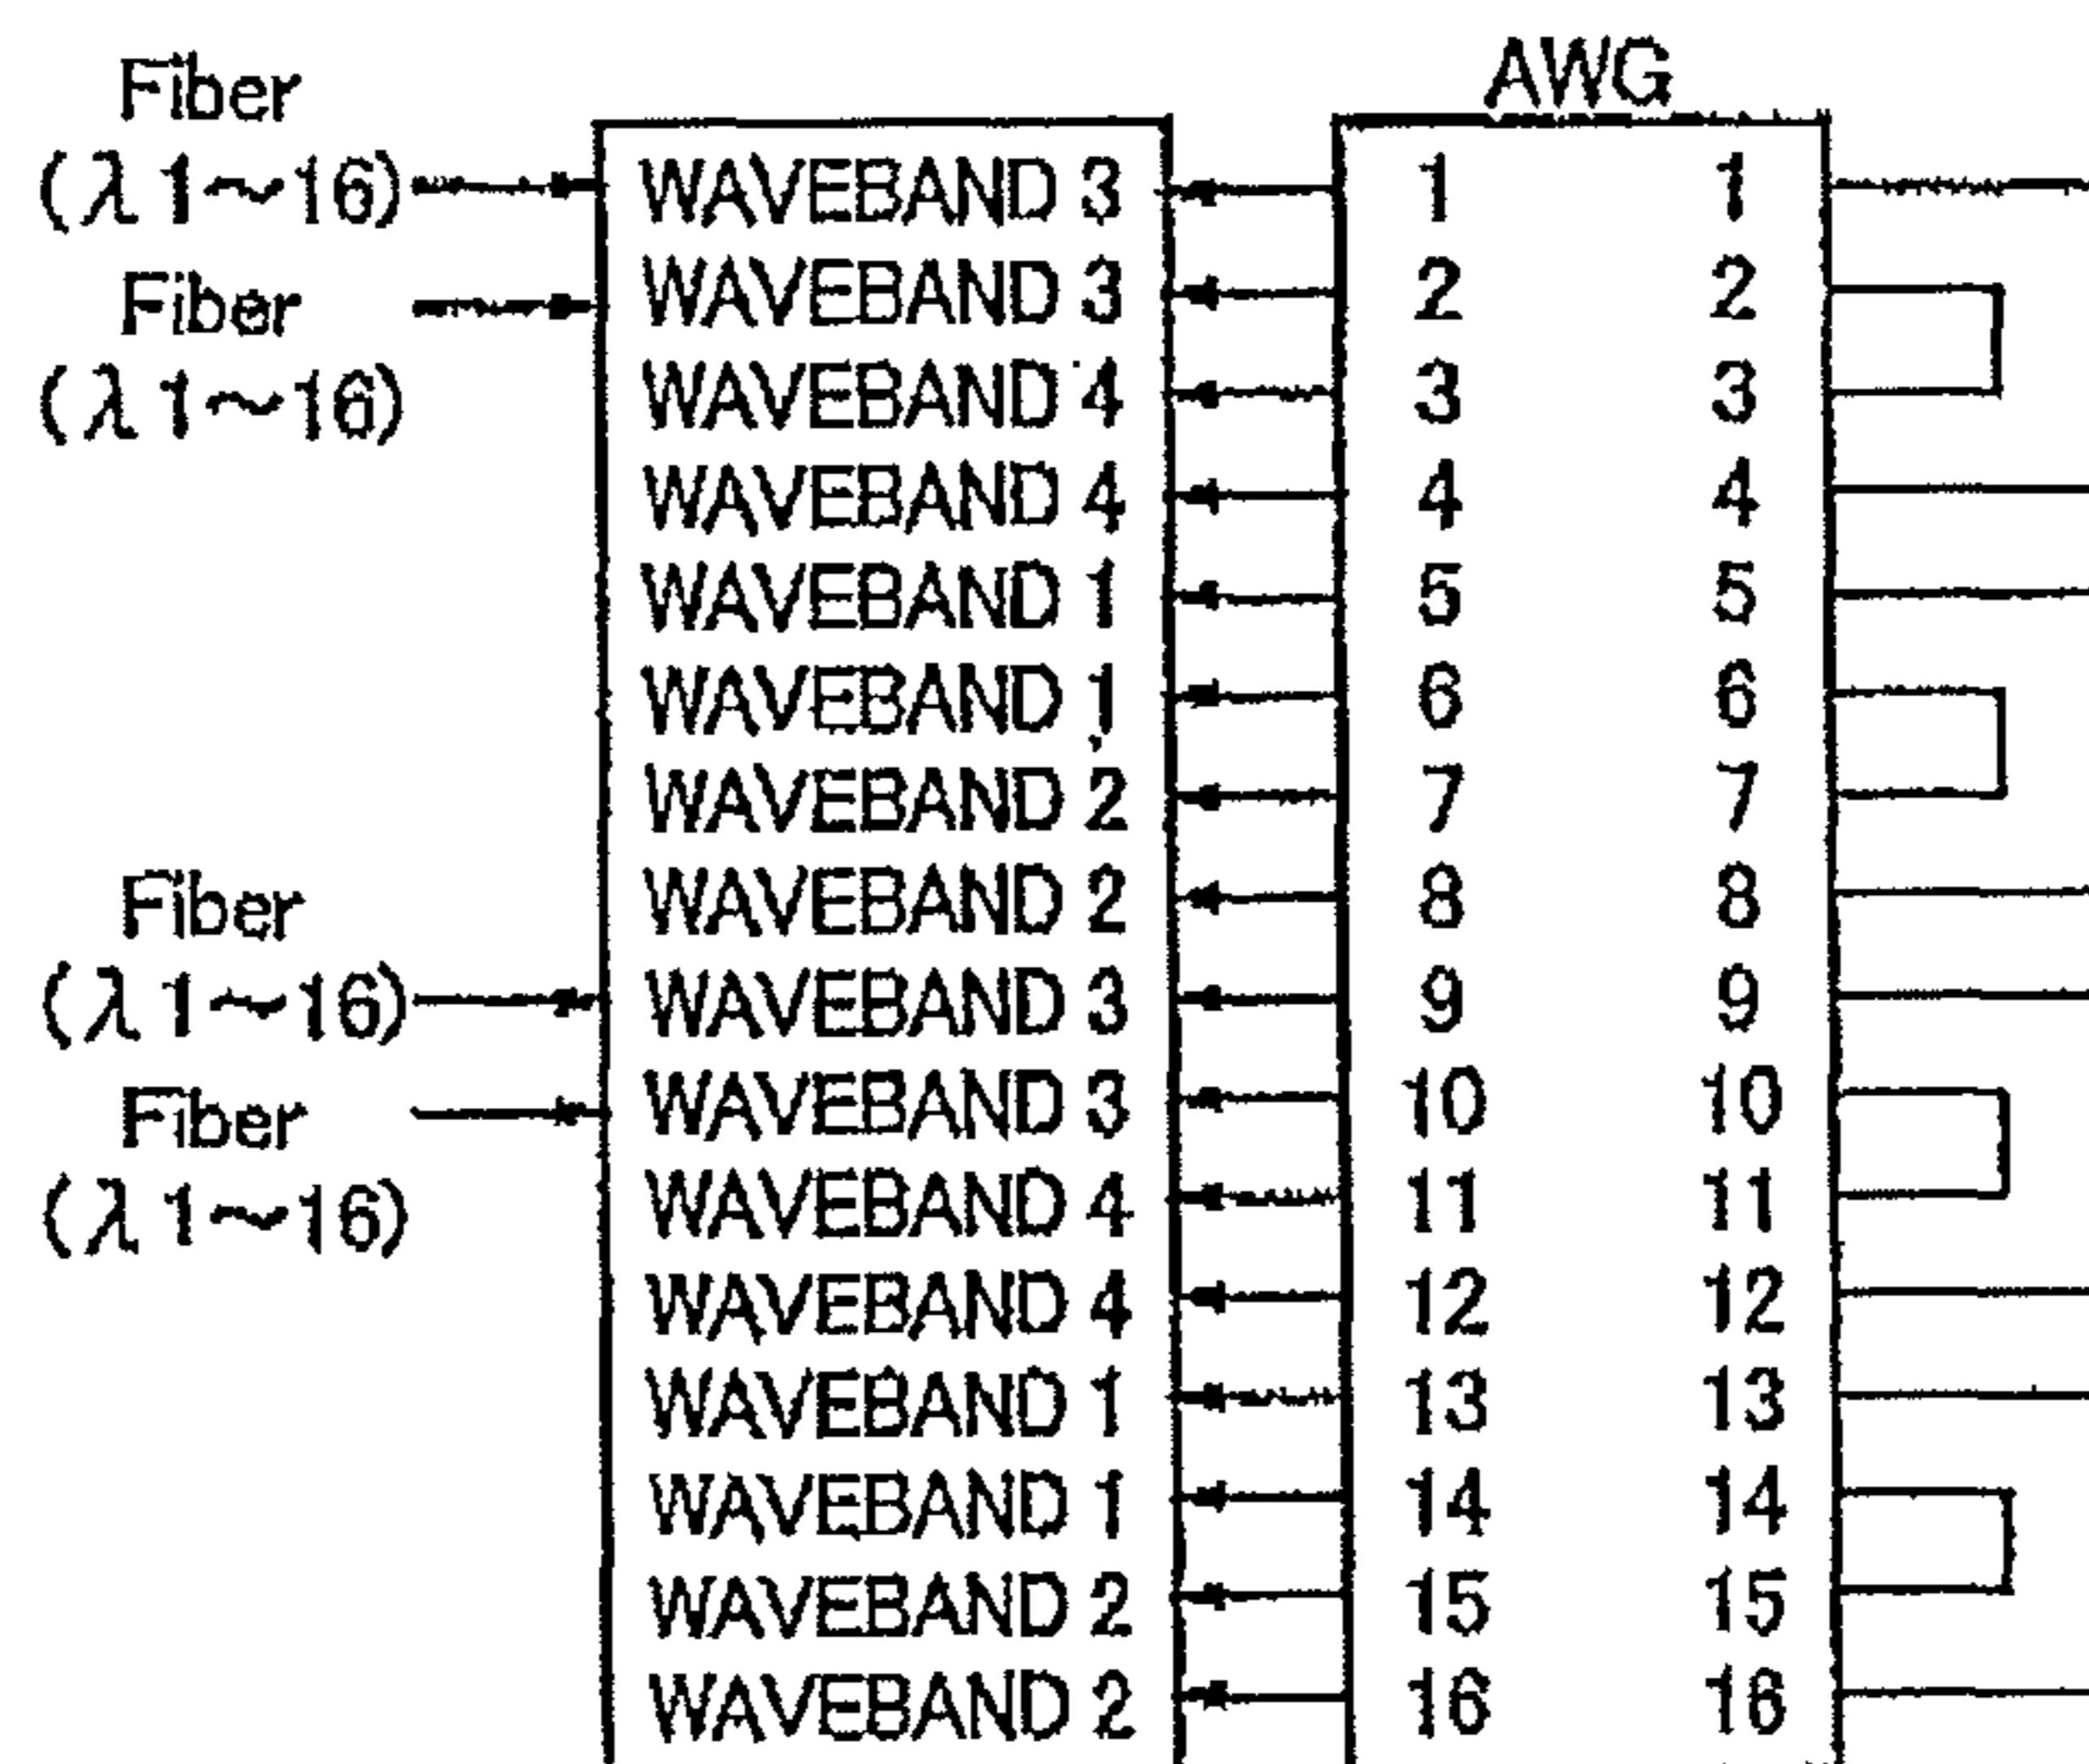 AWG
Fiber
(λ1～16)
Fiber
(λ1～16)
Fiber
(λ1～16)
Fiber
(λ1～16)
WAVEBAND 3
WAVEBAND 3
WAVEBAND 4
WAVEBAND 4
WAVEBAND 1
WAVEBAND 1
WAVEBAND 2
WAVEBAND 2
WAVEBAND 3
WAVEBAND 3
WAVEBAND 4
WAVEBAND 4
WAVEBAND 1
WAVEBAND 1
WAVEBAND 2
WAVEBAND 2
1 1
2 2
3 3
4 4
5 5
6 6
7 7
8 8
9 9
10 10
11 11
12 12
13 13
14 14
15 15
16 16